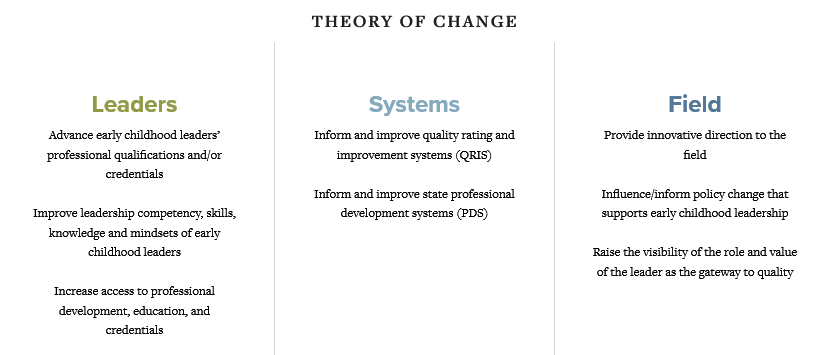 THEORY OF CHANGE
Leaders
Advance early childhood leaders’
professional qualifications and/or
credentials
Improve leadership competency, skills,
knowledge and mindsets of early
childhood leaders
Increase access to professional
development, education, and
credentials
Systems
Inform and improve quality rating and
improvement systems (QRIS)
Inform and improve state professional
development systems (PDS)
Field
Provide innovative direction to the
field
Influence/inform policy change that
supports early childhood leadership
Raise the visibility of the role and value
of the leader as the gateway to quality